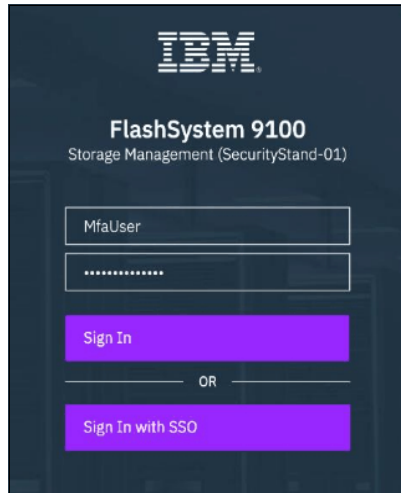 IBM
FlashSystem 9100
Storage Management (SecurityStand-01)
MfaUser
••••••••••••••
Sign In
OR
Sign In with SSO